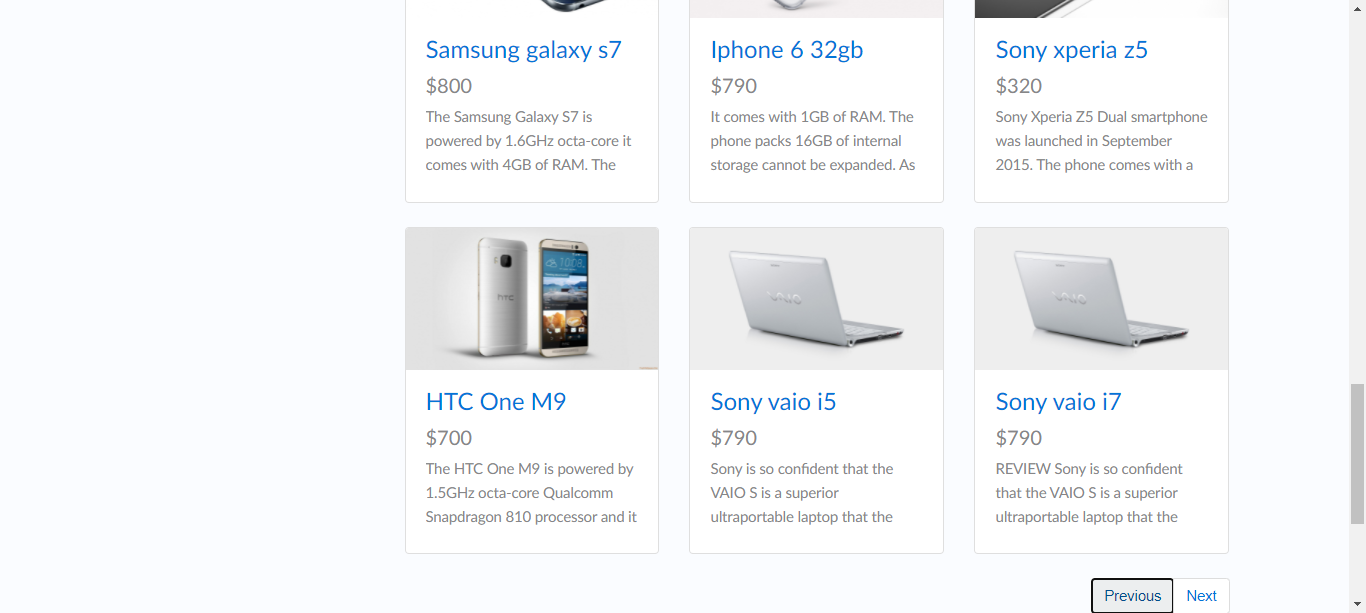 Samsung galaxy s7
$800
The Samsung Galaxy S7 is
powered by 1.6GHz octa-core it
comes with 4GB of RAM. The
Iphone 6 32gb
$790
It comes with 1GB of RAM. The
phone packs 16GB of internal
storage cannot be expanded. As
Sony xperia z5
$320
Sony Xperia Z5 Dual smartphone
was launched in September
2015. The phone comes with a
hTC
10:08
HTC One M9
$700
The HTC One M9 is powered by
1.5GHz octa-core Qualcomm
Snapdragon 810 processor and it
VAIO
Sony vaio i5
$790
Sony is so confident that the
VAIO S is a superior
ultraportable laptop that the
VAIO
Sony vaio i7
$790
REVIEW Sony is so confident
that the VAIO S is a superior
ultraportable laptop that the
Previous
Next